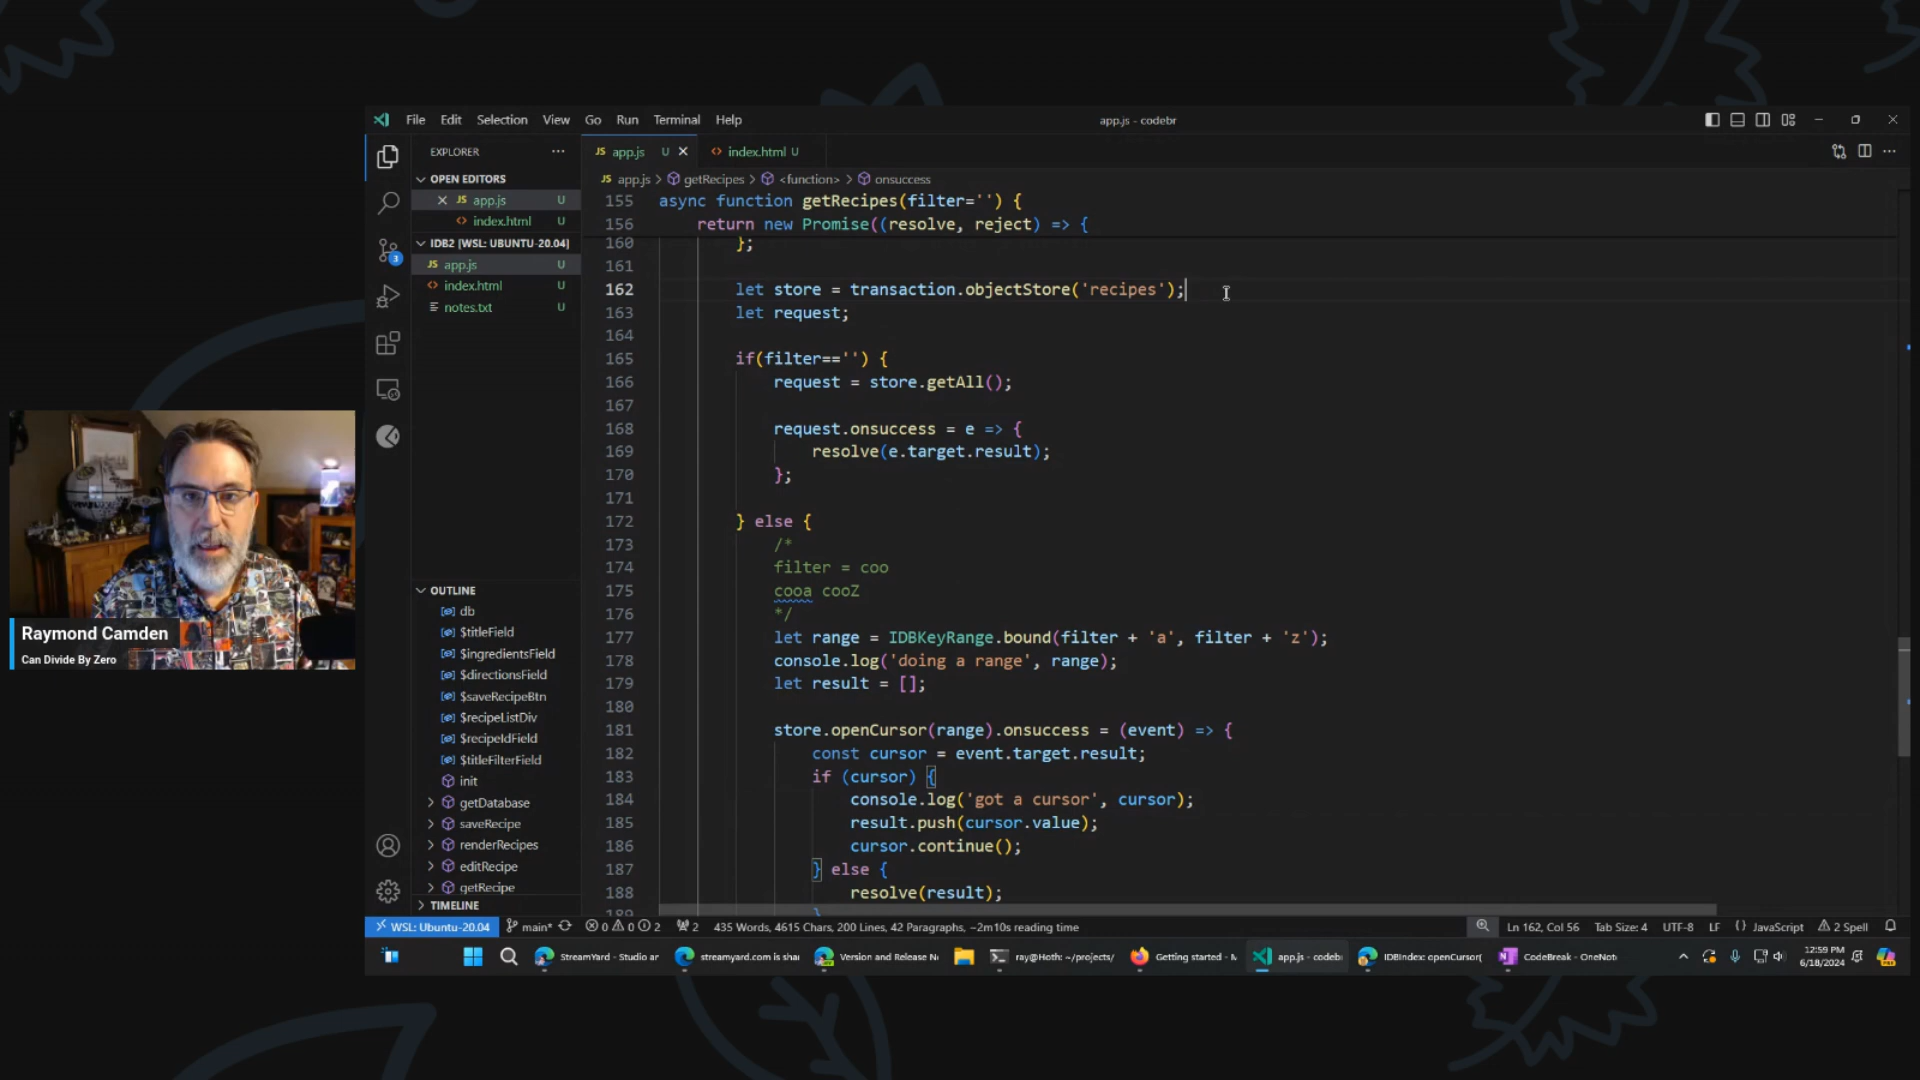 File Edit Selection View Go Run Terminal Help
app.js - codebr
EXPLORER
OPEN EDITORS
JS app.js U
<> index.html U
IDB2 [WSL: UBUNTU-20.04]
JS app.js U
<> index.html U
notes.txt U
OUTLINE
db
$titleField
$ingredientsField
$directionsField
$saveRecipeBtn
$recipeListDiv
$recipeIdField
$titleFilterField
init
getDatabase
saveRecipe
renderRecipes
editRecipe
getRecipe
TIMELINE
JS app.js U <> index.html U
JS app.js > getRecipes > <function> > onsuccess
155 async function getRecipes(filter='') {
156 return new Promise((resolve, reject) => {
160 };
161
162 let store = transaction.objectStore('recipes');
163 let request;
164
165 if(filter=='') {
166 request = store.getAll();
167
168 request.onsuccess = e => {
169 resolve(e.target.result);
170 };
171
172 } else {
173 /*
174 filter = coo
175 cooa cooZ
176 */
177 let range = IDBKeyRange.bound(filter + 'a', filter + 'z');
178 console.log('doing a range', range);
179 let result = [];
180
181 store.openCursor(range).onsuccess = (event) => {
182 const cursor = event.target.result;
183 if (cursor) {
184 console.log('got a cursor', cursor);
185 result.push(cursor.value);
186 cursor.continue();
187 } else {
188 resolve(result);
189 }
3
Raymond Camden
Can Divide By Zero
WSL: Ubuntu-20.04 main* 0 0 2 2 435 Words, 4615 Chars, 200 Lines, 42 Paragraphs, ~2m10s reading time Ln 162, Col 56 Tab Size: 4 UTF-8 LF {} JavaScript 2 Spell
StreamYard - Studio ar streamyard.com is shar Version and Release N ray@Hoth: ~/projects/ Getting started - M app.js - codebr IDBIndex: openCursor( CodeBreak - OneNot 12:59 PM
6/18/2024